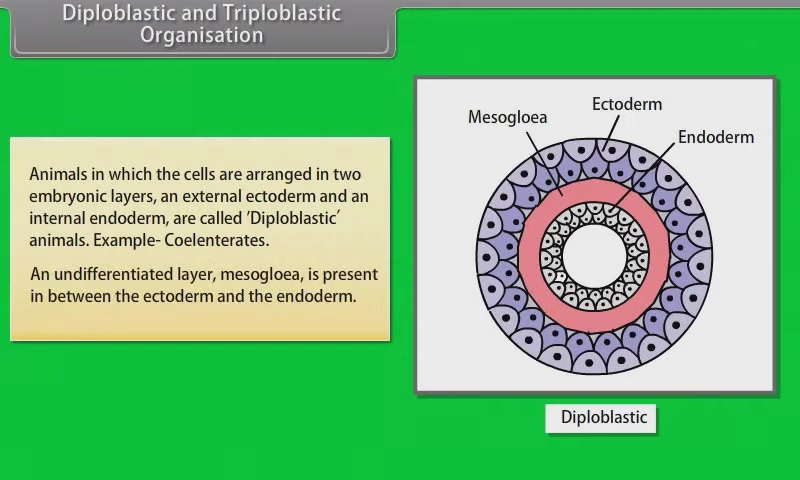 Diploblastic and Triploblastic
Organisation
Animals in which the cells are arranged in two
embryonic layers, an external ectoderm and an
internal endoderm, are called 'Diploblastic'
animals. Example- Coelenterates.
An undifferentiated layer, mesogloea, is present
in between the ectoderm and the endoderm.
Ectoderm
Mesogloea
Endoderm
Diploblastic